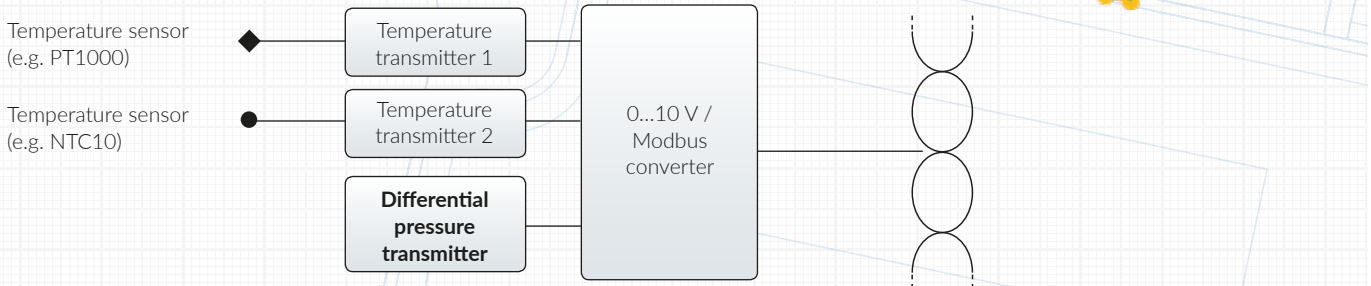 Temperature sensor
(e.g. PT1000)
Temperature
transmitter 1
Temperature sensor
(e.g. NTC10)
Temperature
transmitter 2
Differential
pressure
transmitter
0...10 V /
Modbus
converter